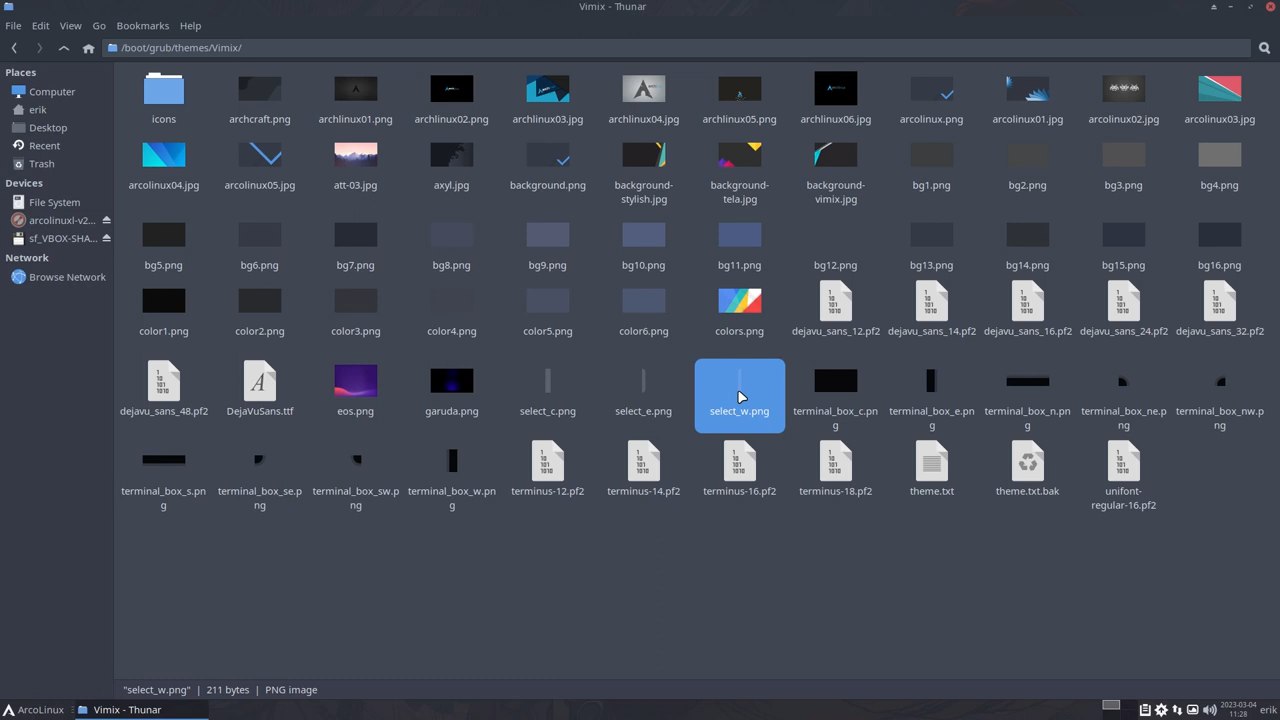 Vimix - Thunar
File Edit View Go Bookmarks Help
/boot/grub/themes/Vimix/
Places
Computer
erik
Desktop
Recent
Trash
Devices
File System
arcolinuxl-v2...
sf_VBOX-SHA...
Network
Browse Network
icons archcraft.png archlinux01.png archlinux02.png archlinux03.jpg archlinux04.jpg archlinux05.png archlinux06.jpg arcolinux.png arcolinux01.jpg arcolinux02.jpg arcolinux03.jpg
arcolinux04.jpg arcolinux05.jpg att-03.jpg axyl.jpg background.png background-
stylish.jpg background-
tela.jpg background-
vimix.jpg bg1.png bg2.png bg3.png bg4.png
bg5.png bg6.png bg7.png bg8.png bg9.png bg10.png bg11.png bg12.png bg13.png bg14.png bg15.png bg16.png
color1.png color2.png color3.png color4.png color5.png color6.png colors.png dejavu_sans_12.pf2 dejavu_sans_14.pf2 dejavu_sans_16.pf2 dejavu_sans_24.pf2 dejavu_sans_32.pf2
dejavu_sans_48.pf2 DejaVuSans.ttf eos.png garuda.png select_c.png select_e.png select_w.png terminal_box_c.pn
g terminal_box_e.pn
g terminal_box_n.pn
g terminal_box_ne.p
ng terminal_box_nw.p
ng
terminal_box_s.pn
g terminal_box_se.p
ng terminal_box_sw.p
ng terminal_box_w.pn
g terminus-12.pf2 terminus-14.pf2 terminus-16.pf2 terminus-18.pf2 theme.txt theme.txt.bak unifont-
regular-16.pf2
"select_w.png" | 211 bytes | PNG image
ArcoLinux Vimix - Thunar 2023-03-04
11:28 erik